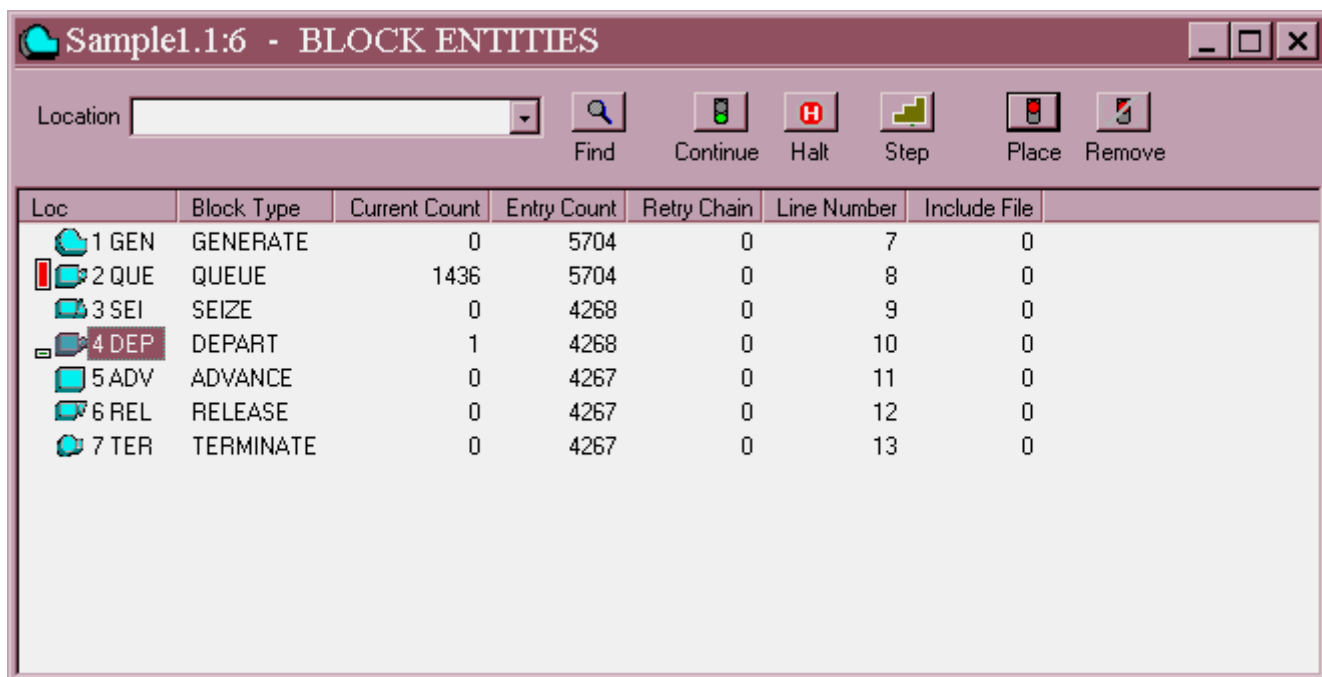 Sample1.1:6 - BLOCK ENTITIES
Location
Find Continue Halt Step Place Remove
Loc Block Type Current Count Entry Count Retry Chain Line Number Include File
1 GEN GENERATE 0 5704 0 7 0
2 QUE QUEUE 1436 5704 0 8 0
3 SEI SEIZE 0 4268 0 9 0
4 DEP DEPART 1 4268 0 10 0
5 ADV ADVANCE 0 4267 0 11 0
6 REL RELEASE 0 4267 0 12 0
7 TER TERMINATE 0 4267 0 13 0